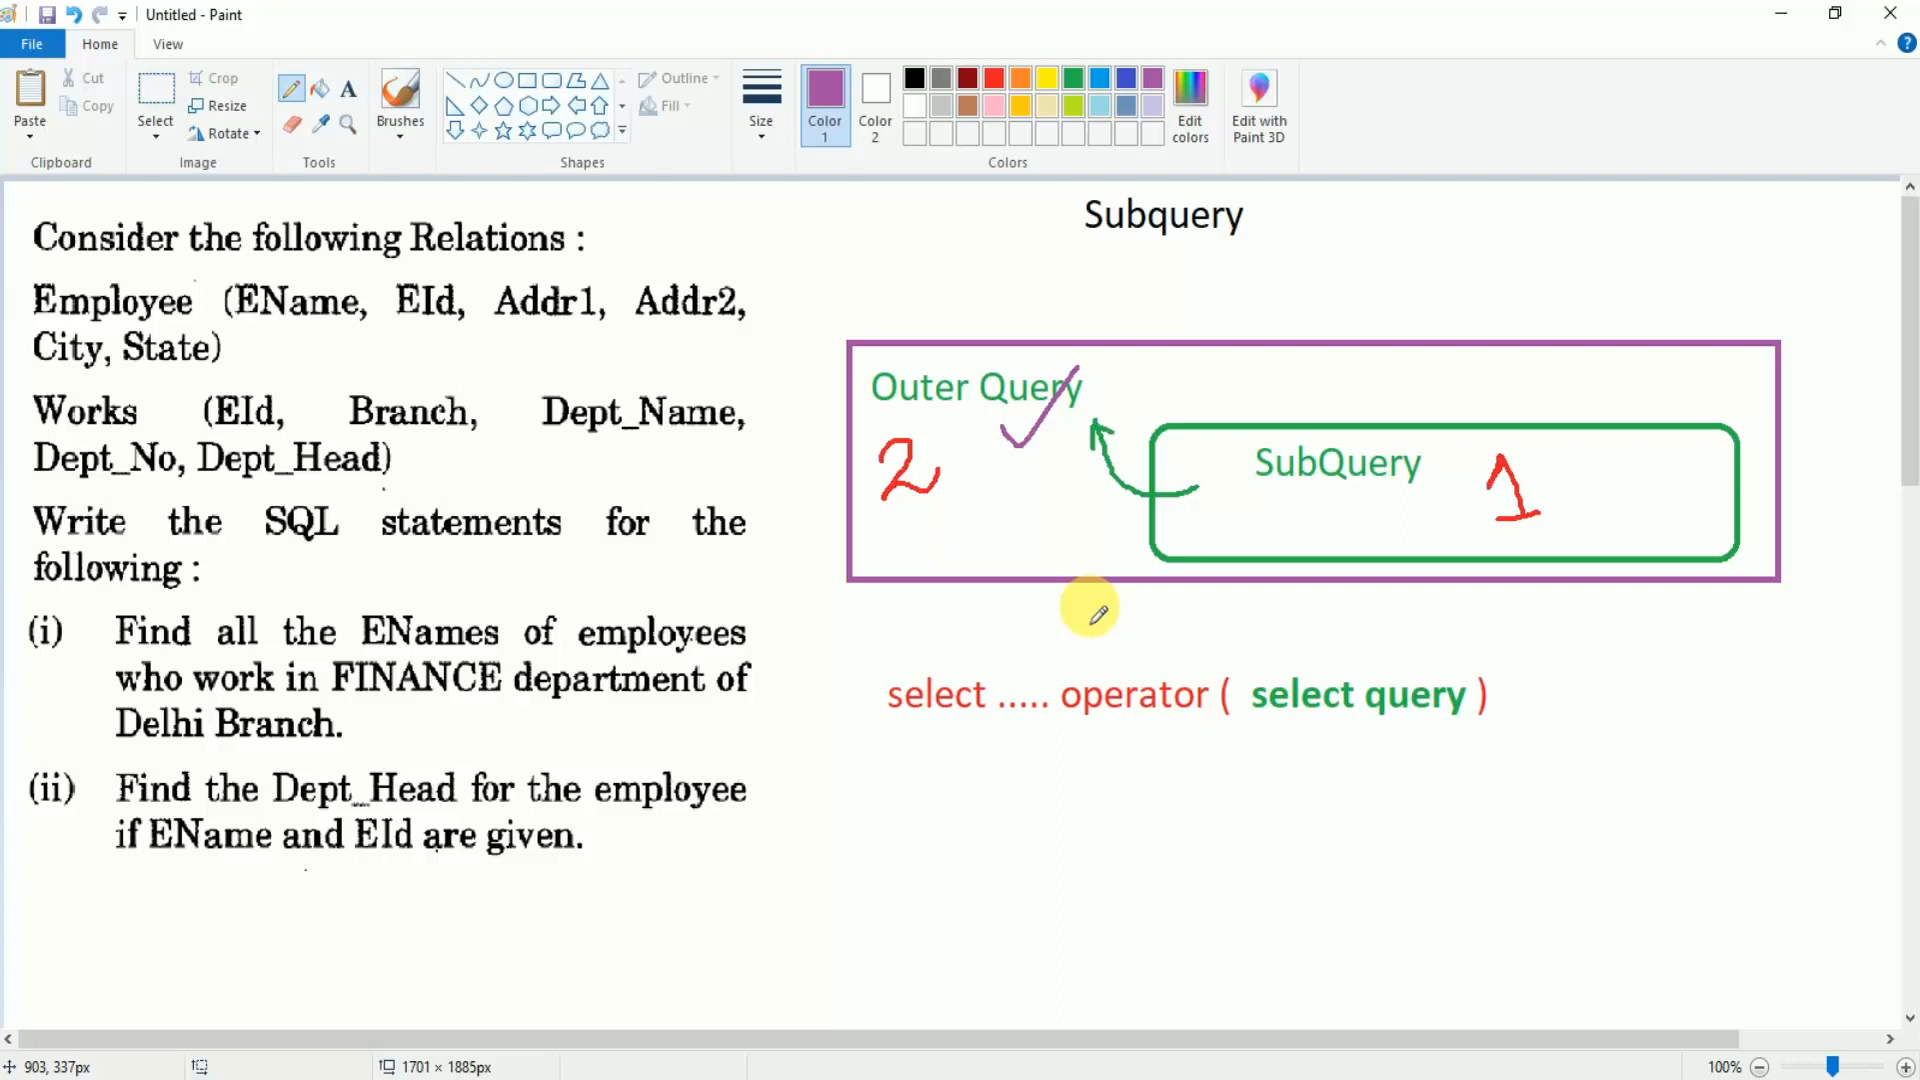 Untitled - Paint
File
Home
View
Paste
Cut
Copy
Clipboard
Select
Crop
Resize
Rotate
Image
A
Tools
Brushes
Outline
Fill
Shapes
Size
Color 1
Color 2
Edit colors
Edit with Paint 3D
Colors
Consider the following Relations :
Employee (EName, EId, Addr1, Addr2,
City, State)
Works (EId, Branch, Dept_Name,
Dept_No, Dept_Head)
Write the SQL statements for the
following :
(i) Find all the ENames of employees
who work in FINANCE department of
Delhi Branch.
(ii) Find the Dept_Head for the employee
if EName and EId are given.
Subquery
Outer Query
2
SubQuery 1
select ..... operator ( select query )
903, 337px
1701 × 1885px
100%